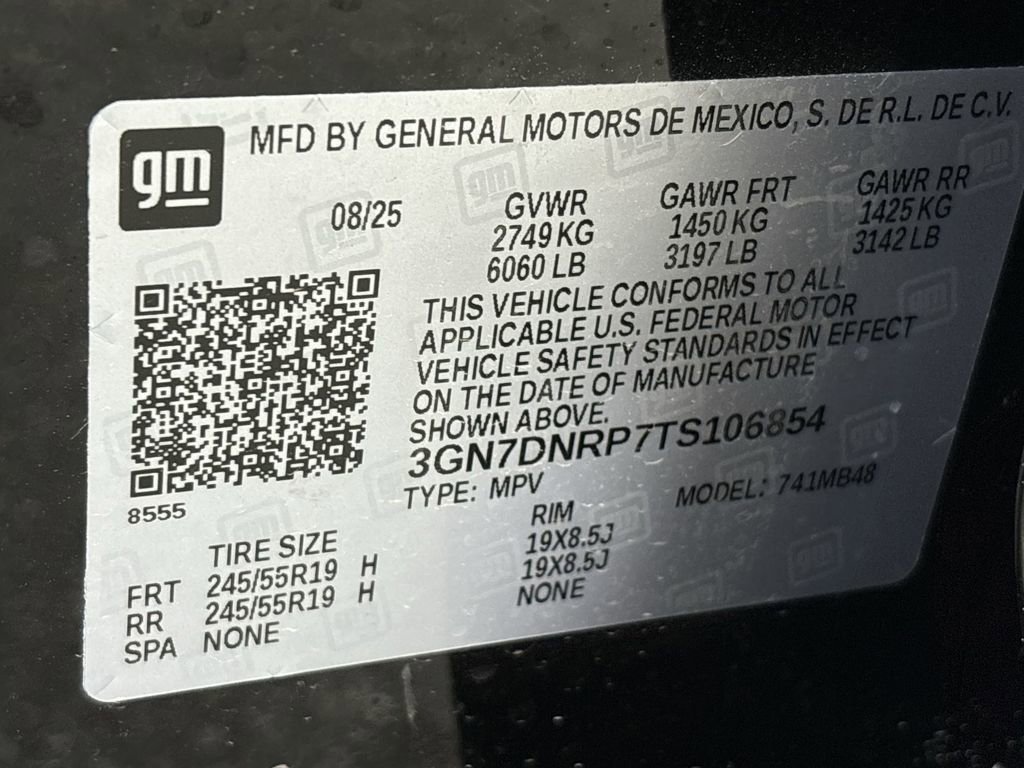 gm
MFD BY GENERAL MOTORS DE MEXICO, S. DE R.L. DE C.V.
08/25
GVWR
2749 KG
6060 LB
GAWR FRT
1450 KG
3197 LB
GAWR RR
1425 KG
3142 LB
THIS VEHICLE CONFORMS TO ALL
APPLICABLE U.S. FEDERAL MOTOR
VEHICLE SAFETY STANDARDS IN EFFECT
ON THE DATE OF MANUFACTURE
SHOWN ABOVE.
3GN7DNRP7TS106854
TYPE: MPV MODEL: 741MB48
8555
TIRE SIZE RIM
FRT 245/55R19 H 19X8.5J
RR 245/55R19 H 19X8.5J
SPA NONE NONE